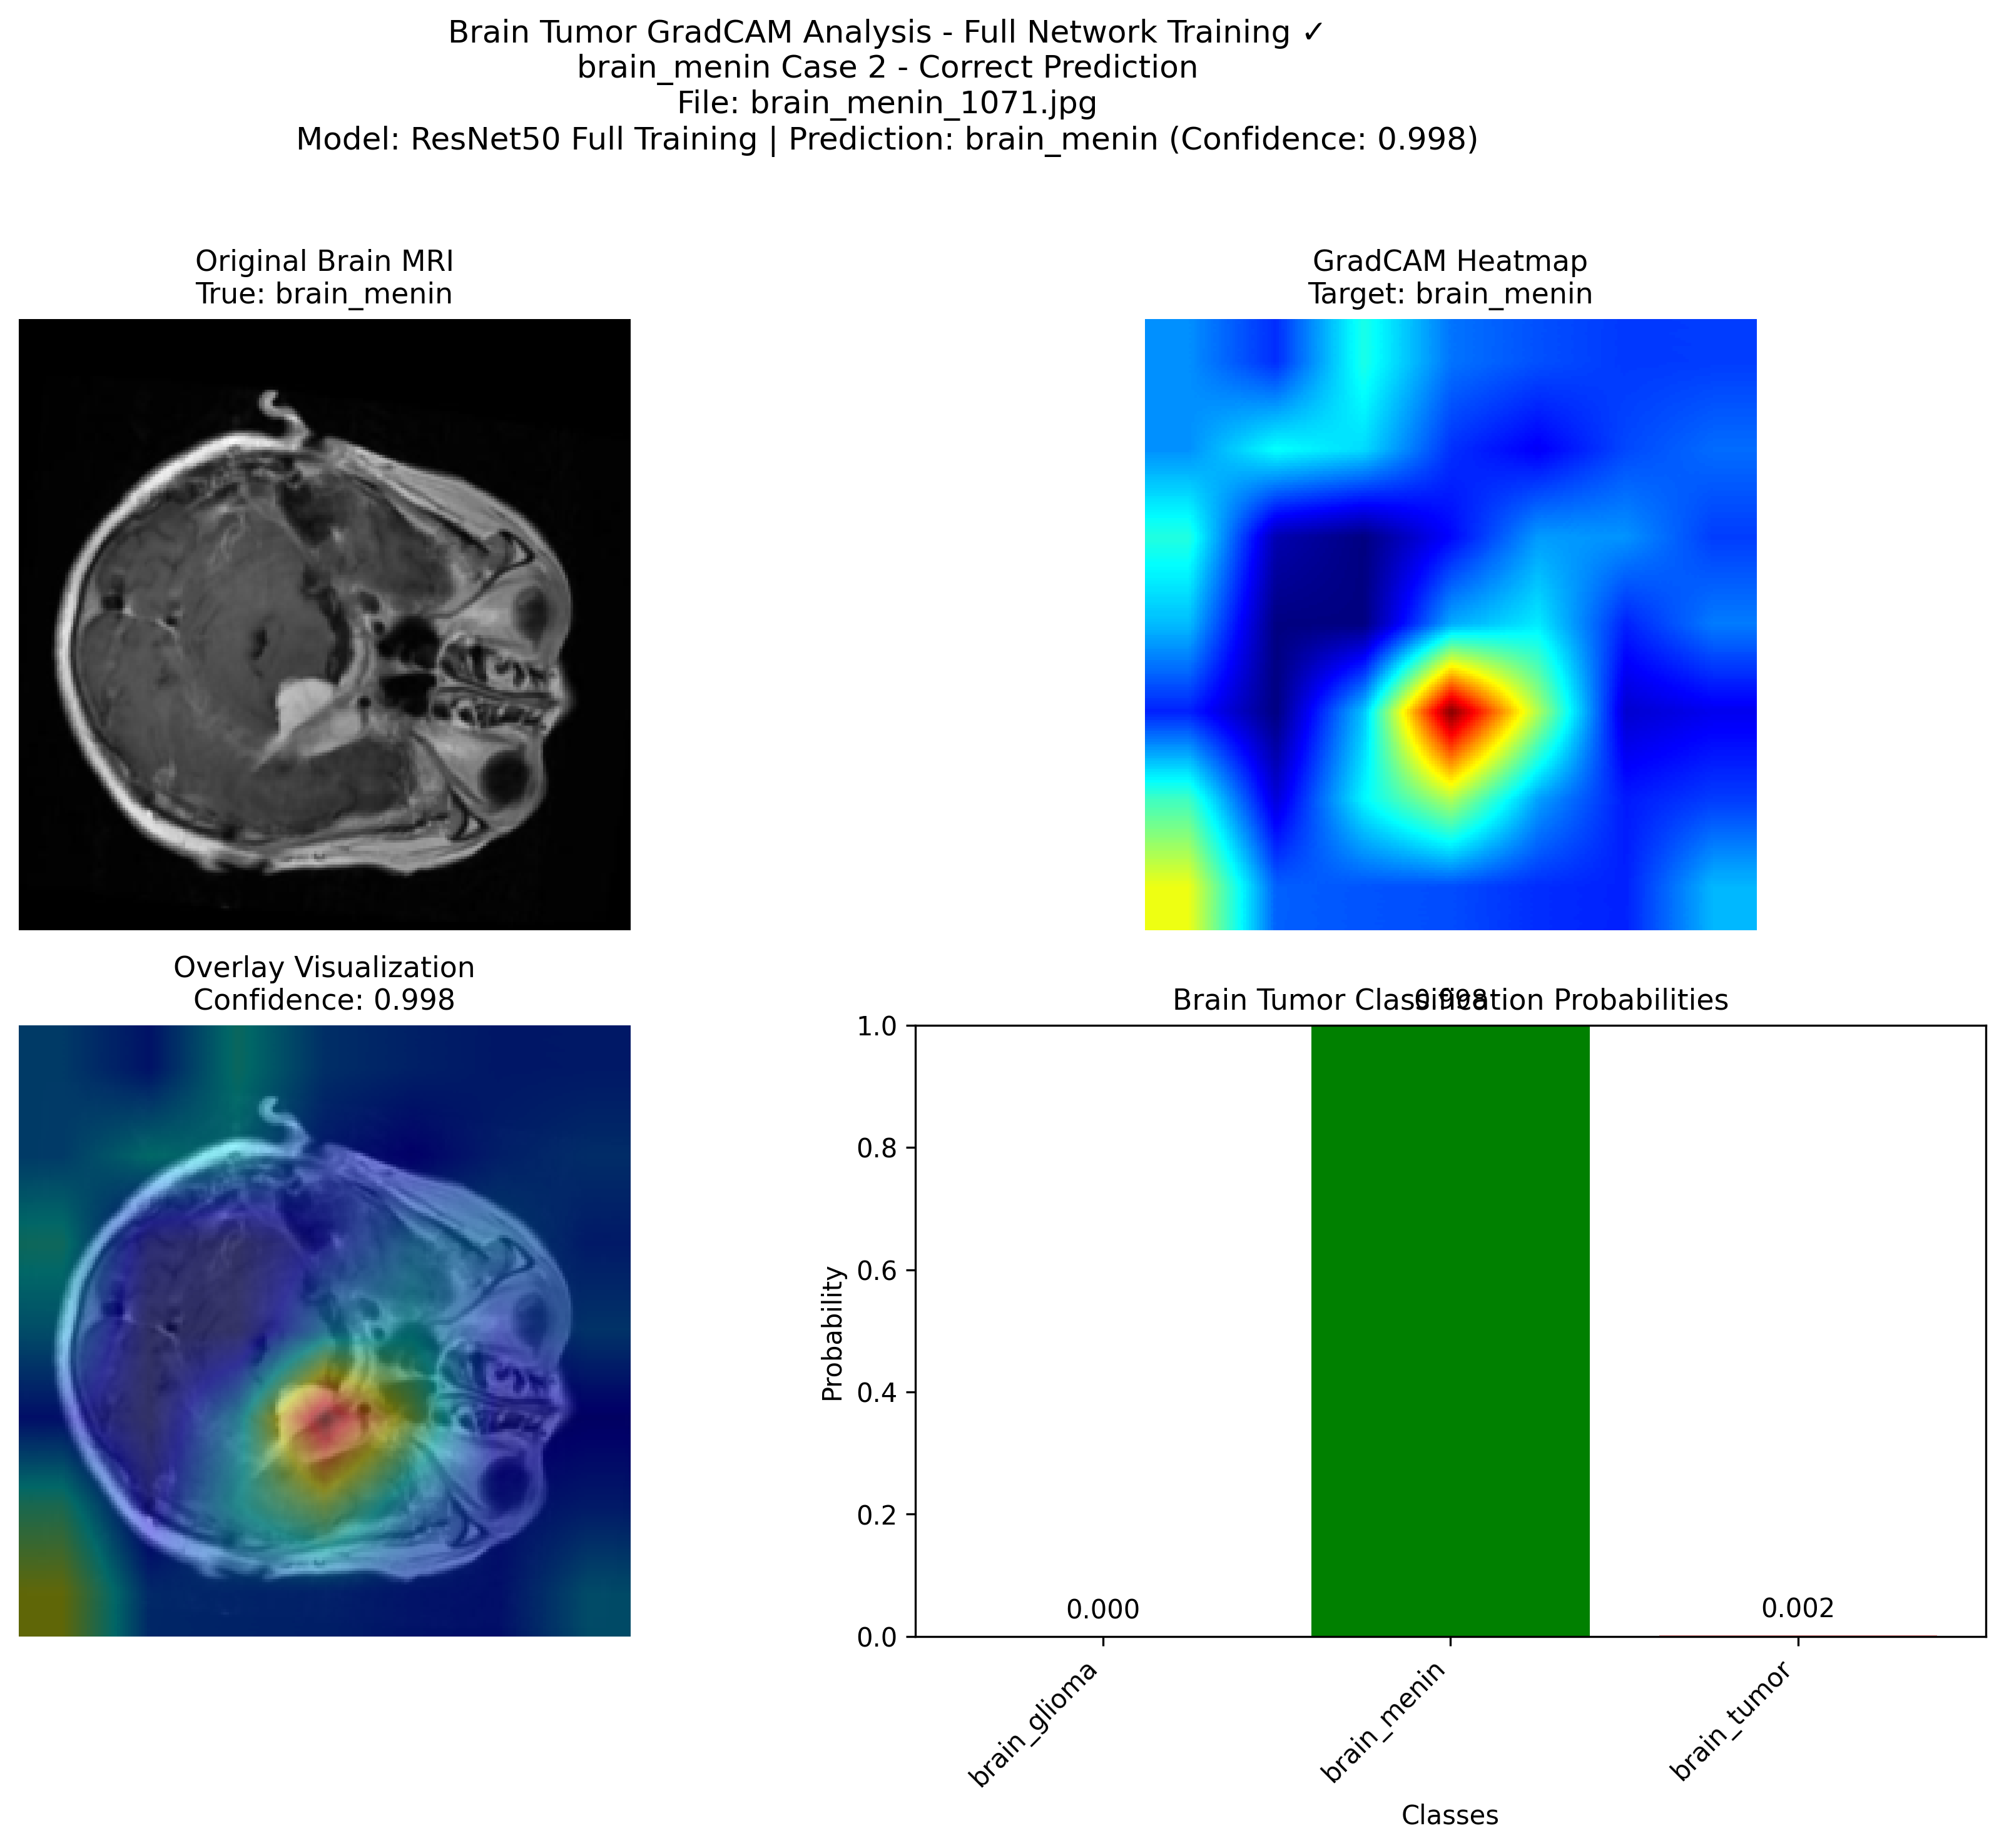 Brain Tumor GradCAM Analysis - Full Network Training ✓
brain_menin Case 2 - Correct Prediction
File: brain_menin_1071.jpg
Model: ResNet50 Full Training | Prediction: brain_menin (Confidence: 0.998)
Original Brain MRI
True: brain_menin
GradCAM Heatmap
Target: brain_menin
Overlay Visualization
Confidence: 0.998
Brain Tumor Classification Probabilities
0.998
1.0
0.8
0.6
0.4
0.2
0.0
Probability
0.000
0.002
brain_glioma
brain_menin
brain_tumor
Classes